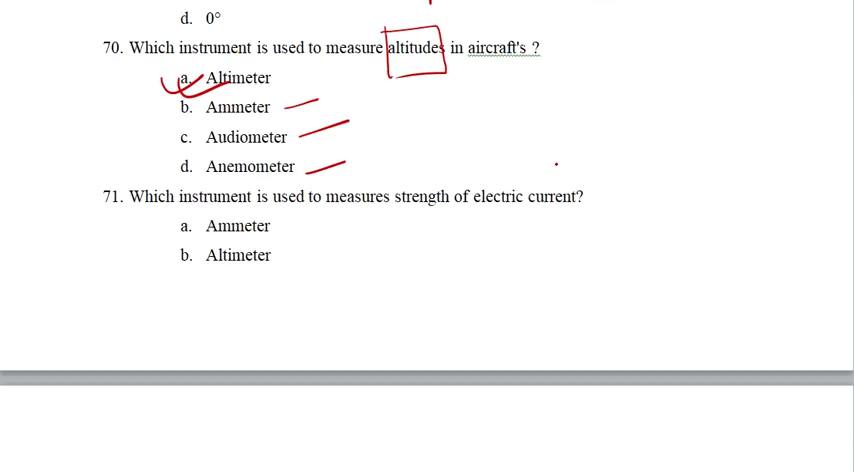 d. 0°
70. Which instrument is used to measure altitudes in aircraft's ?
a. Altimeter
b. Ammeter
c. Audiometer
d. Anemometer
71. Which instrument is used to measures strength of electric current?
a. Ammeter
b. Altimeter